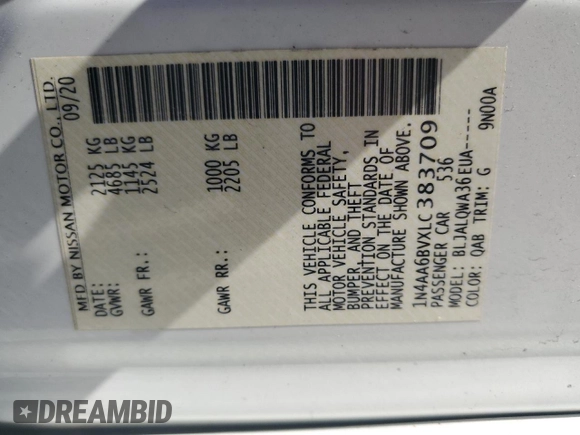 MFD BY NISSAN MOTOR CO., LTD.
DATE: 09/20
GVWR: 2125 KG
4685 LB
GAWR FR.: 1145 KG
2524 LB
GAWR RR.: 1000 KG
2205 LB
THIS VEHICLE CONFORMS TO
ALL APPLICABLE FEDERAL
MOTOR VEHICLE SAFETY,
BUMPER, AND THEFT
PREVENTION STANDARDS IN
EFFECT ON THE DATE OF
MANUFACTURE SHOWN ABOVE.
1N4AA6BVXLC383709
PASSENGER CAR 536
MODEL: BLJALQWA36EUA-----
COLOR: QAB TRIM: G 9N00A
DREAMBID